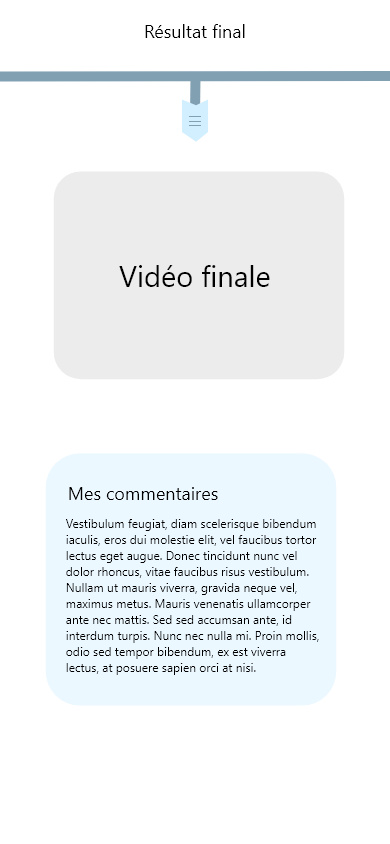 Résultat final
Vidéo finale
Mes commentaires
Vestibulum feugiat, diam scelerisque bibendum
iaculis, eros dui molestie elit, vel faucibus tortor
lectus eget augue. Donec tincidunt nunc vel
dolor rhoncus, vitae faucibus risus vestibulum.
Nullam ut mauris viverra, gravida neque vel,
maximus metus. Mauris venenatis ullamcorper
ante nec mattis. Sed sed accumsan ante, id
interdum turpis. Nunc nec nulla mi. Proin mollis,
odio sed tempor bibendum, ex est viverra
lectus, at posuere sapien orci at nisi.